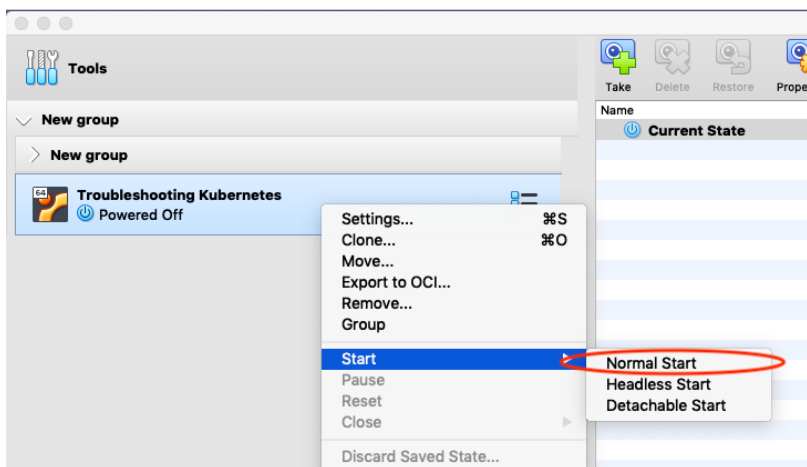 Tools
Take
Delete
Restore
Name
Current State
New group
New group
64
Troubleshooting Kubernetes
Powered Off
Settings... ⌘S
Clone... ⌘O
Move...
Export to OCI...
Remove...
Group
Start
Pause
Reset
Close
Discard Saved State...
Normal Start
Headless Start
Detachable Start